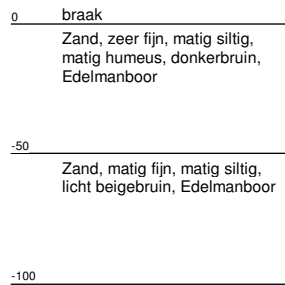 0 braak
Zand, zeer fijn, matig siltig,
matig humeus, donkerbruin,
Edelmanboor
-50
Zand, matig fijn, matig siltig,
licht beigebruin, Edelmanboor
-100